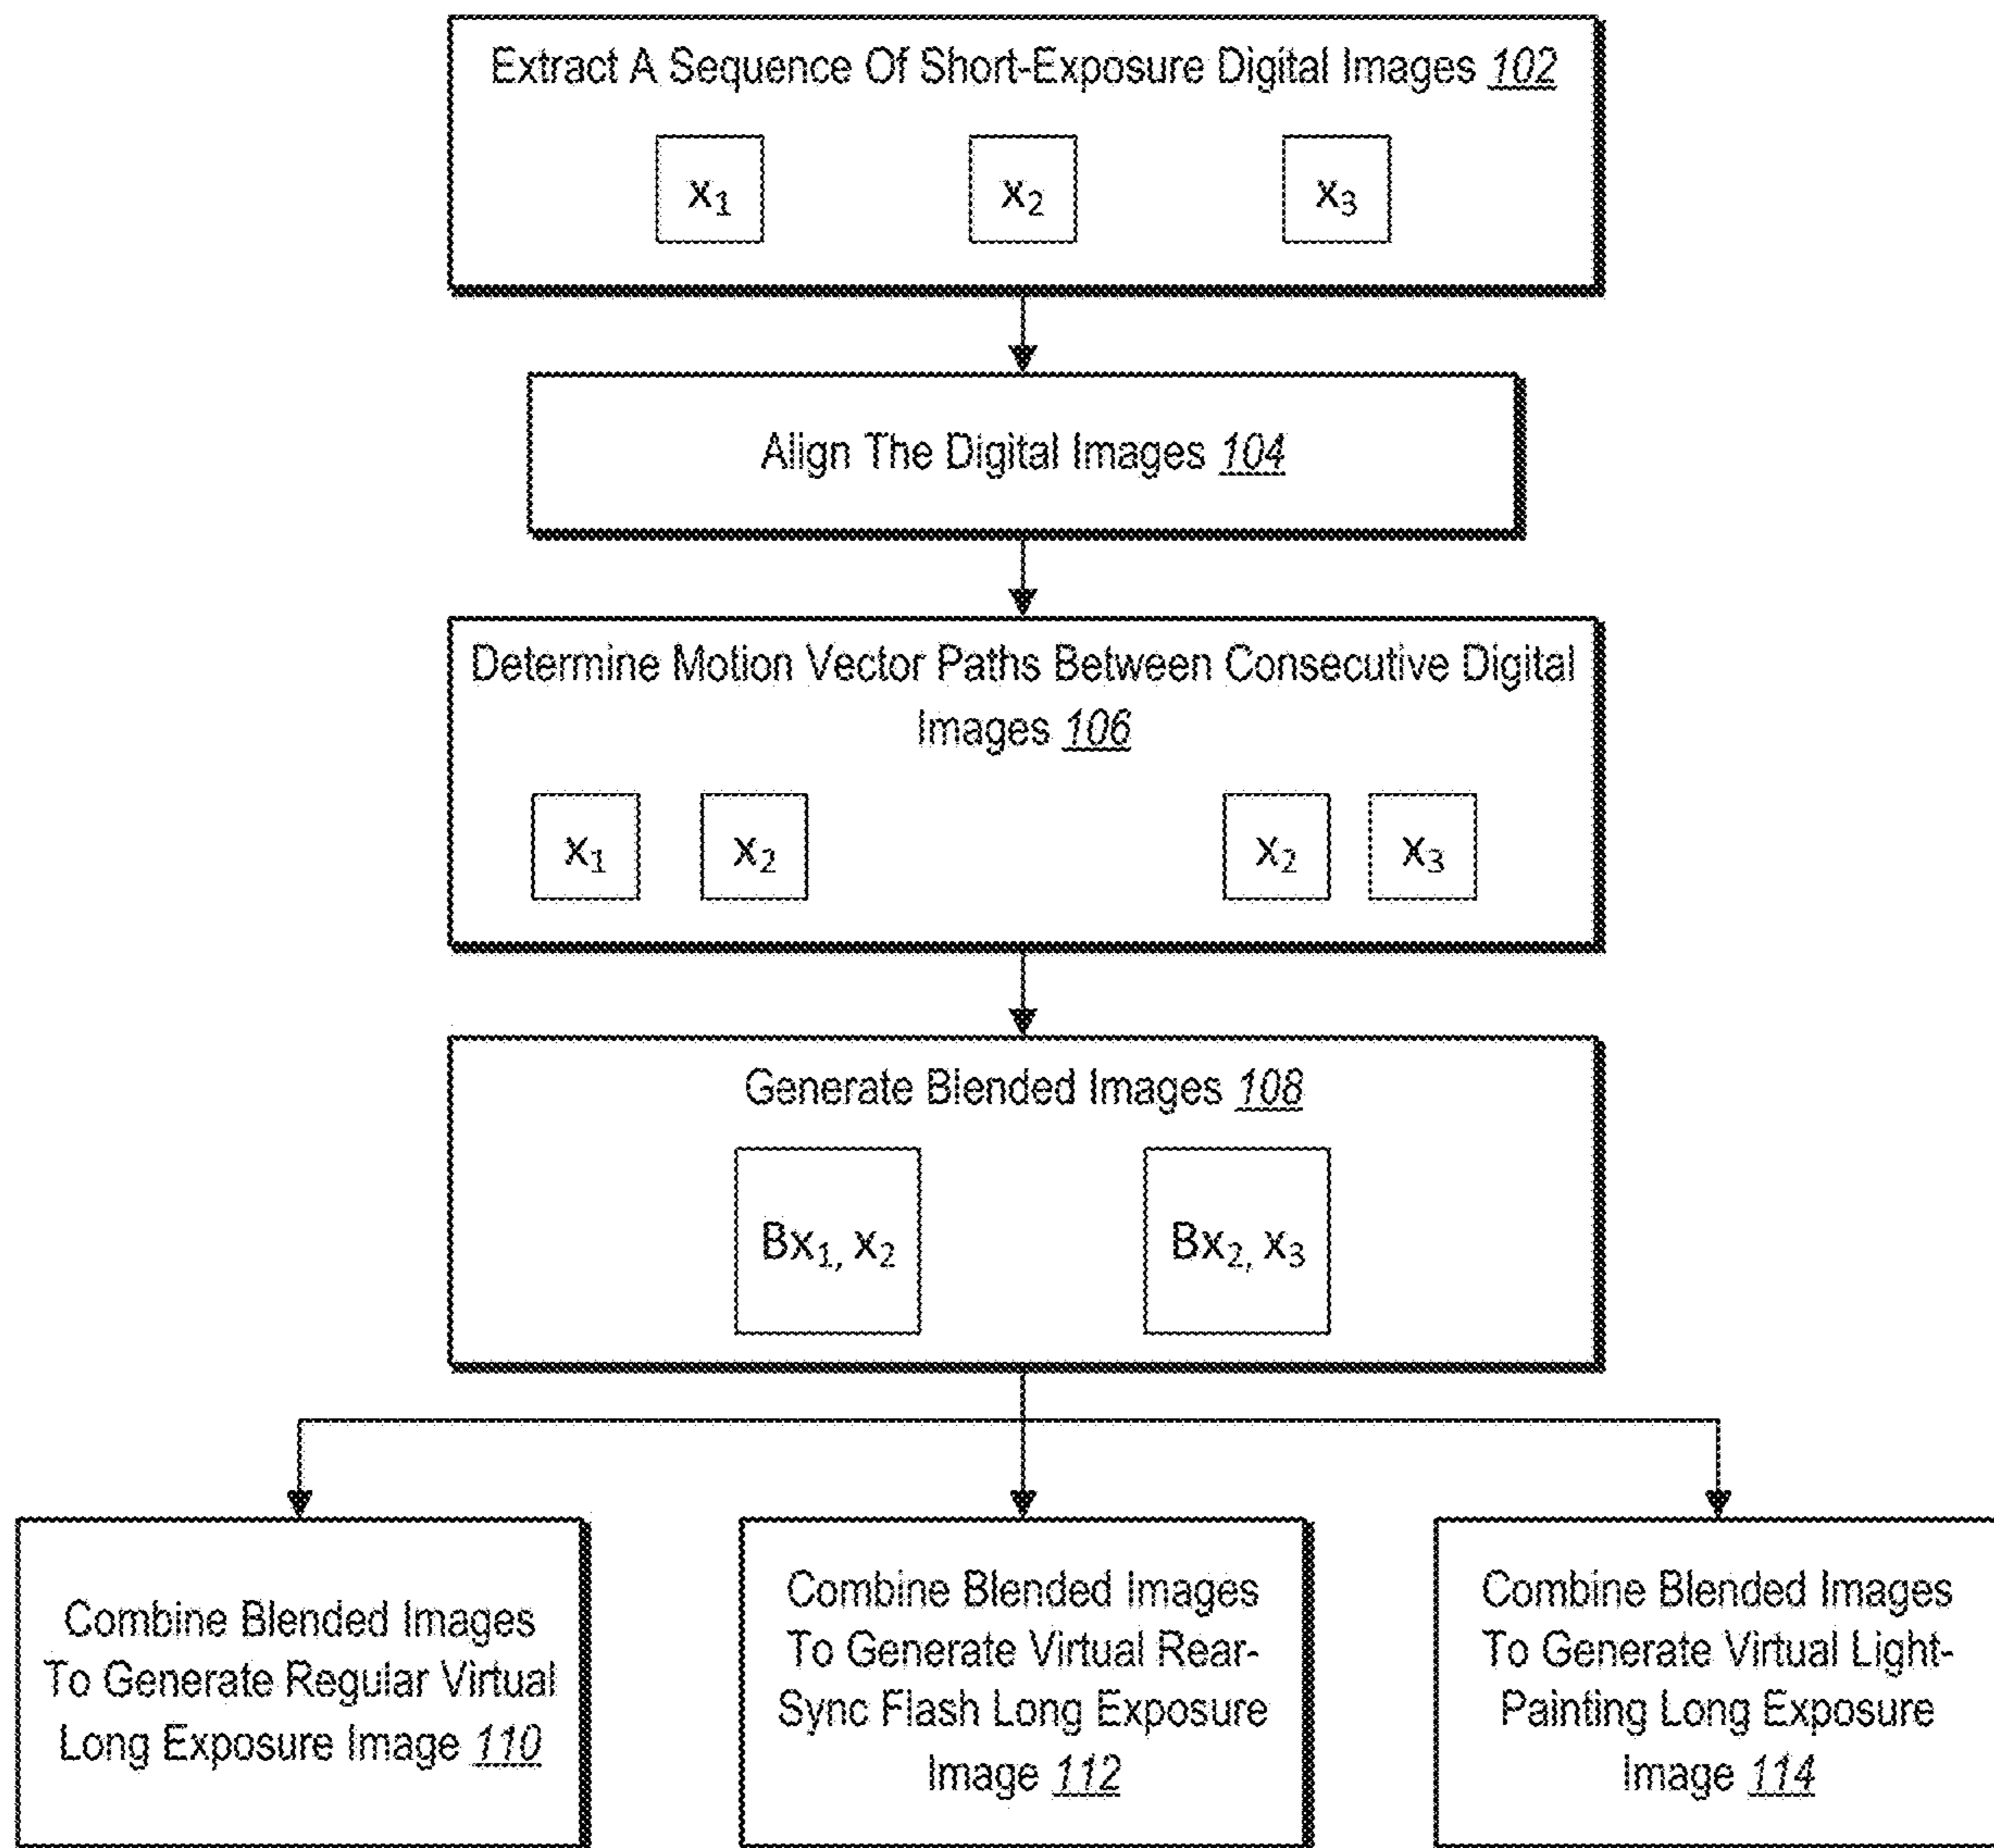 Extract A Sequence Of Short-Exposure Digital Images 102
x₁ x₂ x₃
Align The Digital Images 104
Determine Motion Vector Paths Between Consecutive Digital
Images 106
x₁ x₂ x₂ x₃
Generate Blended Images 108
Bx₁, x₂ Bx₂, x₃
Combine Blended Images
To Generate Regular Virtual
Long Exposure Image 110
Combine Blended Images
To Generate Virtual Rear-
Sync Flash Long Exposure
Image 112
Combine Blended Images
To Generate Virtual Light-
Painting Long Exposure
Image 114